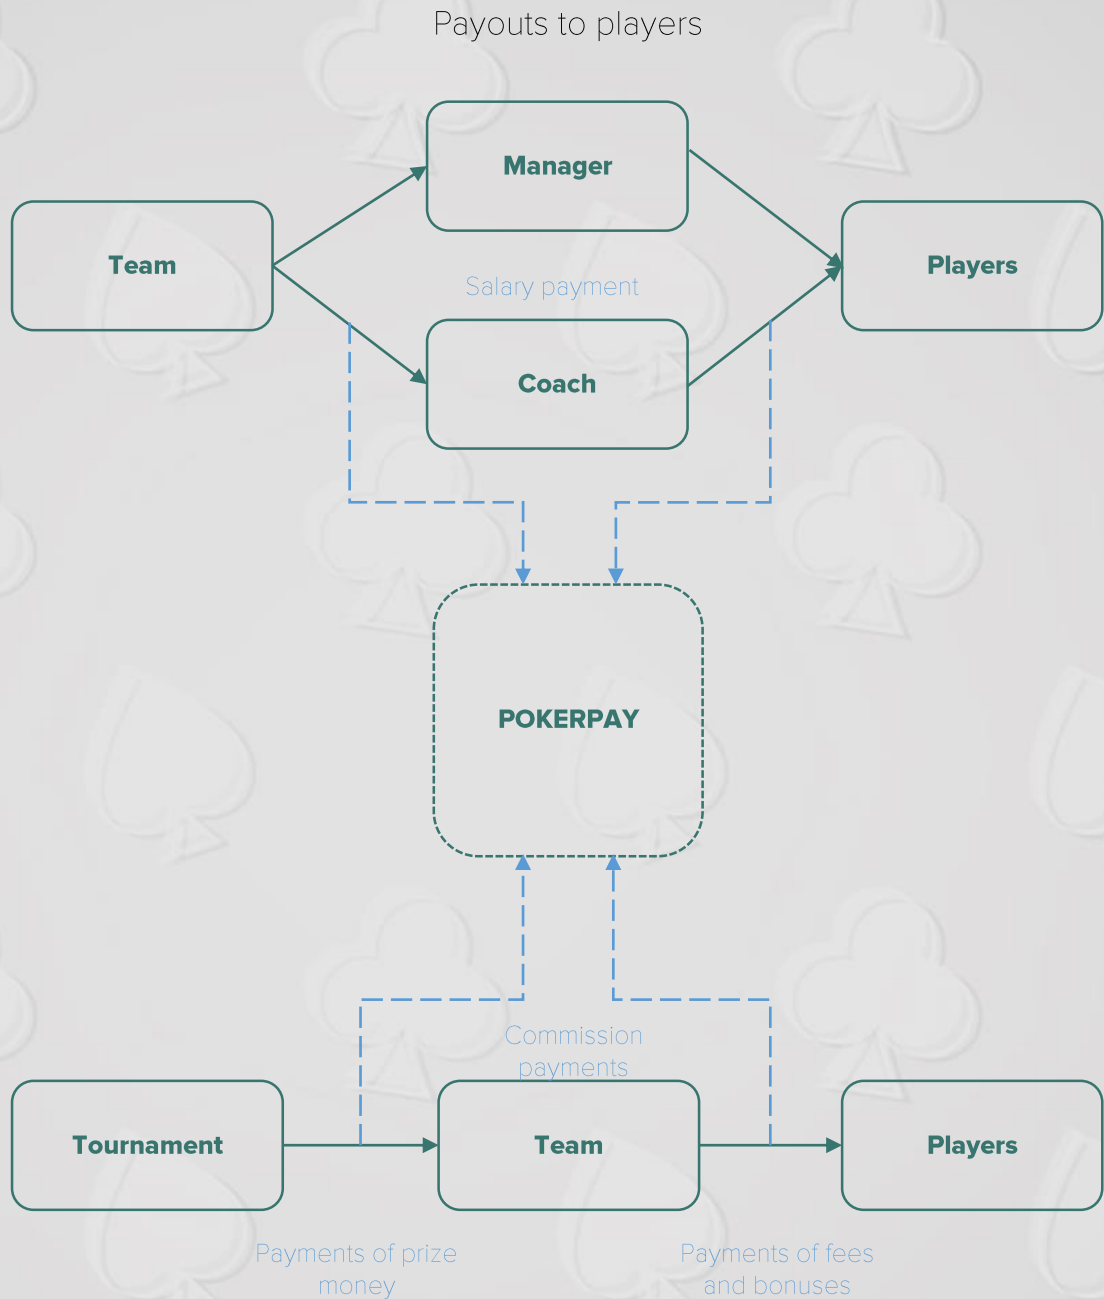 Payouts to players
Manager
Team
Players
Salary payment
Coach
POKERPAY
Commission
payments
Tournament
Team
Players
Payments of prize
money
Payments of fees
and bonuses